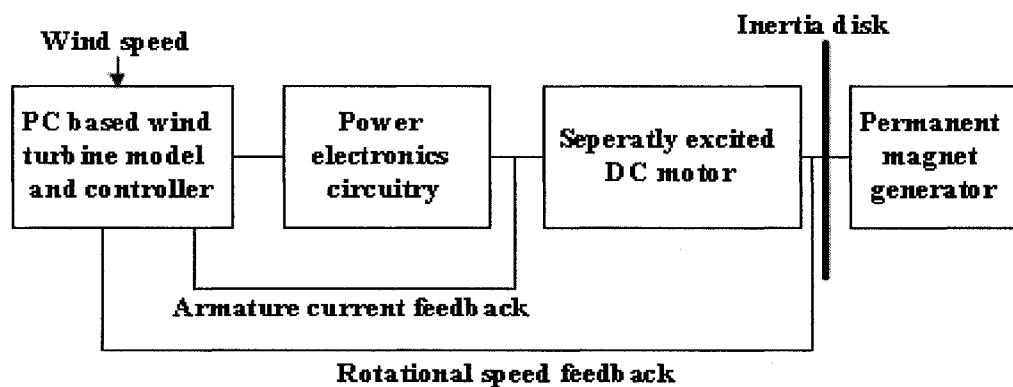 Inertia disk
Wind speed
PC based wind
turbine model
and controller
Power
electronics
circuitry
Seperatly excited
DC motor
Permanent
magnet
generator
Armature current feedback
Rotational speed feedback